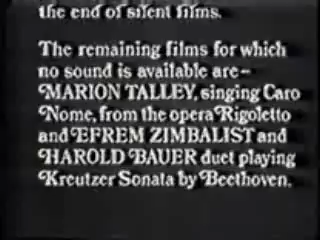 the end of silent films.
The remaining films for which
no sound is available are—
MARION TALLEY, singing Caro
Nome, from the opera Rigoletto
and EFREM ZIMBALIST and
HAROLD BAUER duet playing
Kreutzer Sonata by Beethoven.